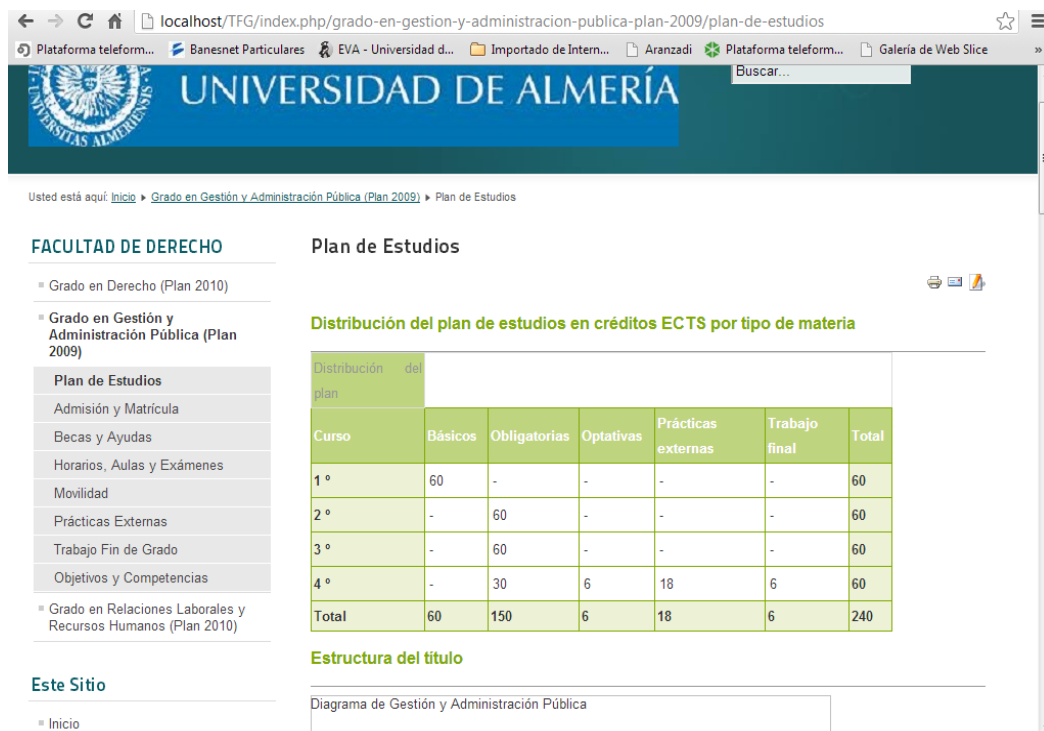 localhost/TFG/index.php/grado-en-gestion-y-administracion-publica-plan-2009/plan-de-estudios
Plataforma teleform... Banesnet Particulares EVA - Universidad d... Importado de Intern... Aranzadi Plataforma teleform... Galería de Web Slice »
UNIVERSIDAD DE ALMERÍA
Buscar...
UNIVERSITAS ALMERIENSIS
Usted está aquí: Inicio ▸ Grado en Gestión y Administración Pública (Plan 2009) ▸ Plan de Estudios
FACULTAD DE DERECHO
Grado en Derecho (Plan 2010)
Grado en Gestión y
Administración Pública (Plan
2009)
Plan de Estudios
Admisión y Matrícula
Becas y Ayudas
Horarios, Aulas y Exámenes
Movilidad
Prácticas Externas
Trabajo Fin de Grado
Objetivos y Competencias
Grado en Relaciones Laborales y
Recursos Humanos (Plan 2010)
Este Sitio
Inicio
Plan de Estudios
Distribución del plan de estudios en créditos ECTS por tipo de materia
Distribución del
plan
Curso Básicos Obligatorias Optativas Prácticas externas Trabajo final Total
1 º 60 - - - - 60
2 º - 60 - - - 60
3 º - 60 - - - 60
4 º - 30 6 18 6 60
Total 60 150 6 18 6 240
Estructura del título
Diagrama de Gestión y Administración Pública